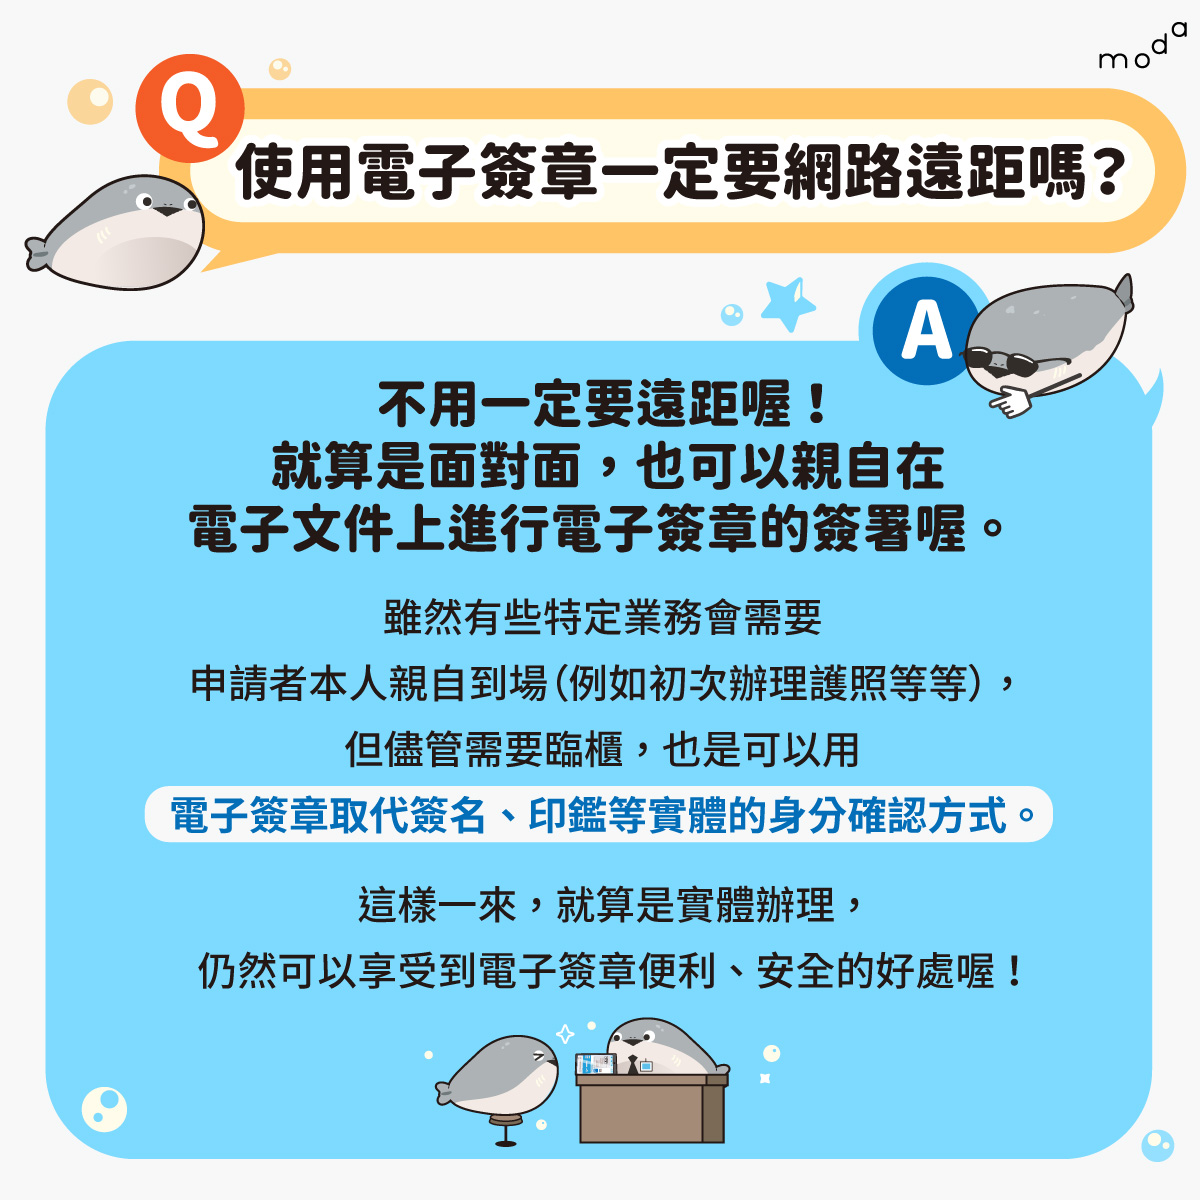 moda
Q
使用電子簽章一定要網路遠距嗎？
A
不用一定要遠距喔！
就算是面對面，也可以親自在
電子文件上進行電子簽章的簽署喔。
雖然有些特定業務會需要
申請者本人親自到場（例如初次辦理護照等等），
但儘管需要臨櫃，也是可以用
電子簽章取代簽名、印鑑等實體的身分確認方式。
這樣一來，就算是實體辦理，
仍然可以享受到電子簽章便利、安全的好處喔！